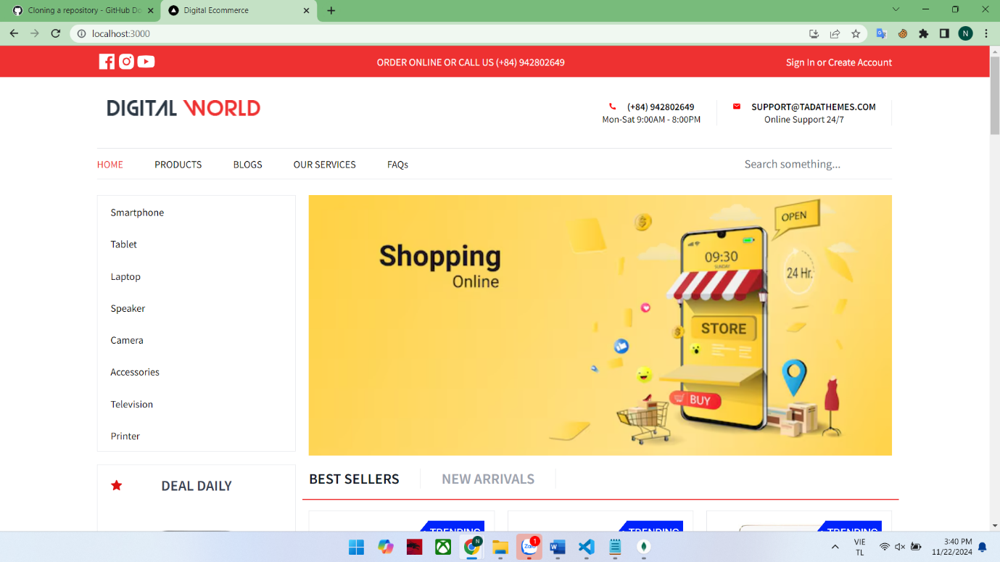 Cloning a repository - GitHub Do
Digital Ecommerce
localhost:3000
N
ORDER ONLINE OR CALL US (+84) 942802649
Sign In or Create Account
DIGITAL WORLD
(+84) 942802649
Mon-Sat 9:00AM - 8:00PM
SUPPORT@TADATHEMES.COM
Online Support 24/7
HOME
PRODUCTS
BLOGS
OUR SERVICES
FAQs
Search something...
Smartphone
Tablet
Laptop
Speaker
Camera
Accessories
Television
Printer
Shopping
Online
OPEN
09:30
SUNDAY
24 Hr.
STORE
BUY
DEAL DAILY
BEST SELLERS
NEW ARRIVALS
TRENDING
TRENDING
TRENDING
N
Zalo
1
VIE
TL
3:40 PM
11/22/2024